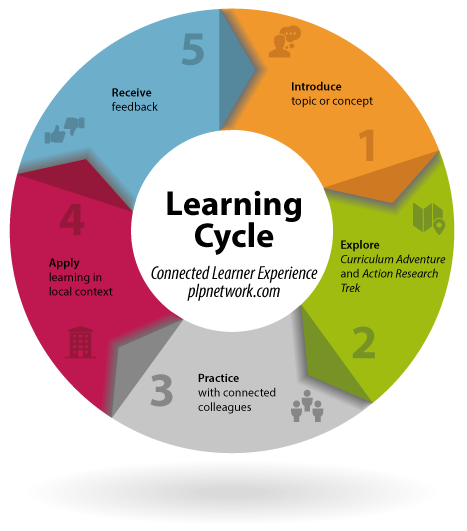 Learning
Cycle
Connected Learner Experience
plpnetwork.com
1
Introduce
topic or concept
2
Explore
Curriculum Adventure
and Action Research
Trek
3
Practice
with connected
colleagues
4
Apply
learning in
local context
5
Receive
feedback